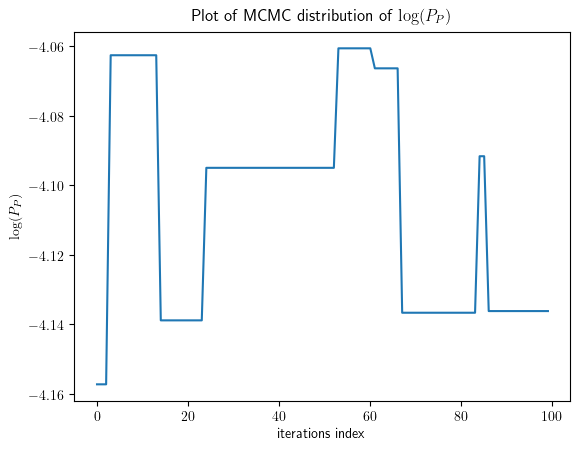 Plot of MCMC distribution of log(P_P)
−4.06
−4.08
−4.10
−4.12
−4.14
−4.16
log(P_P)
0 20 40 60 80 100
iterations index